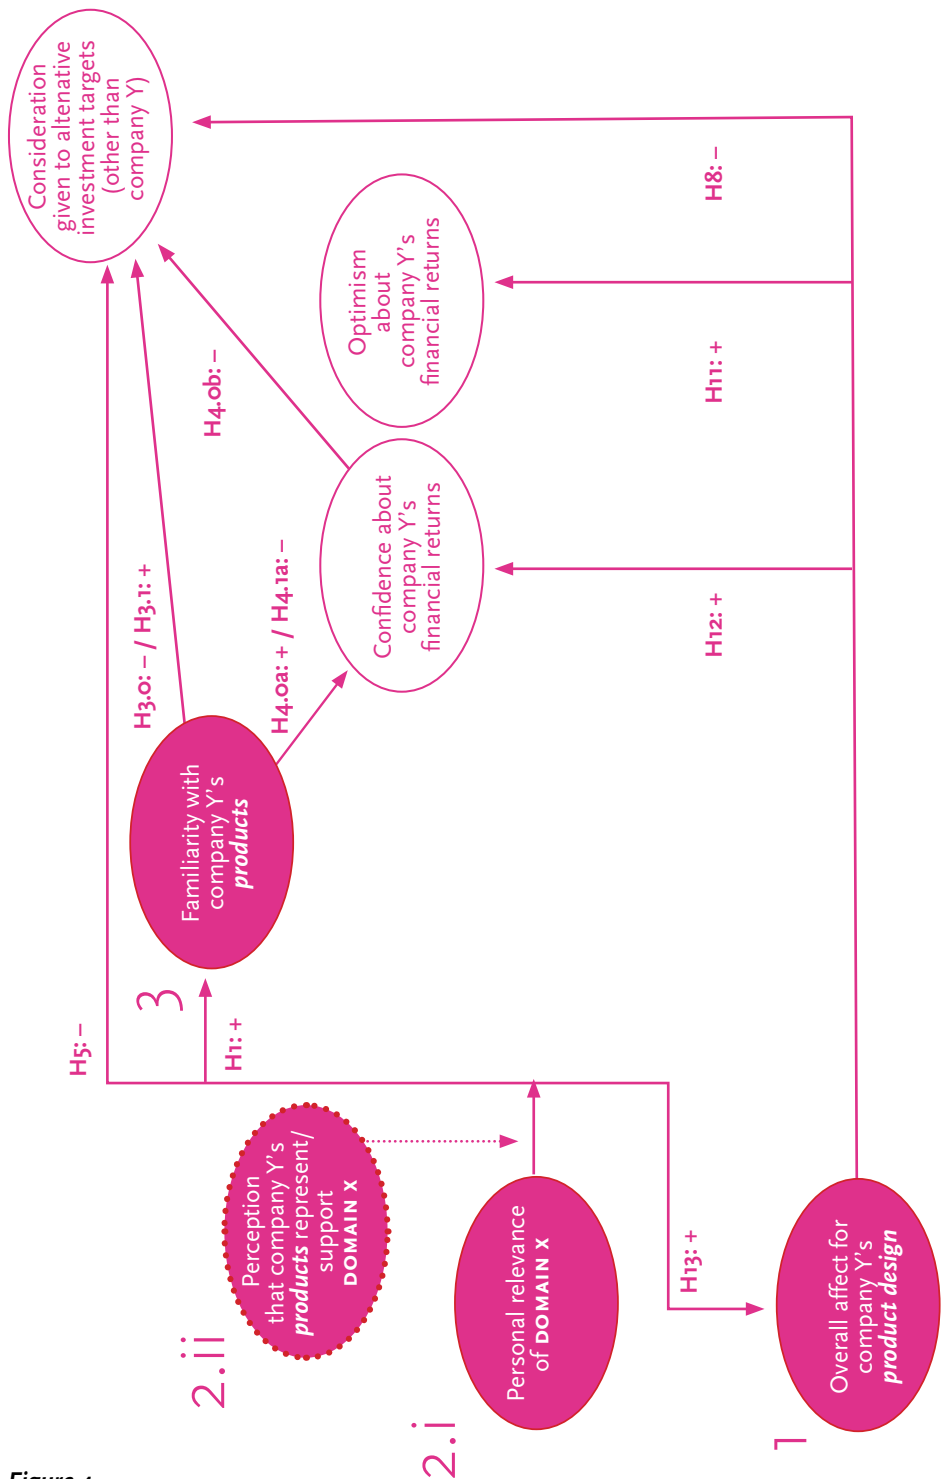 2.ii
Perception
that company Y's
products represent/
support
DOMAIN X
2.i
Personal relevance
of DOMAIN X
1
Overall affect for
company Y's
product design
H5: –
H1: +
H13: +
3
Familiarity with
company Y's
products
H3.0: – / H3.1: +
H4.0a: + / H4.1a: –
H4.0b: –
Confidence about
company Y's
financial returns
Optimism
about
company Y's
financial returns
H12: +
H11: +
H8: –
Consideration
given to altenative
investment targets
(other than
company Y)
Figure